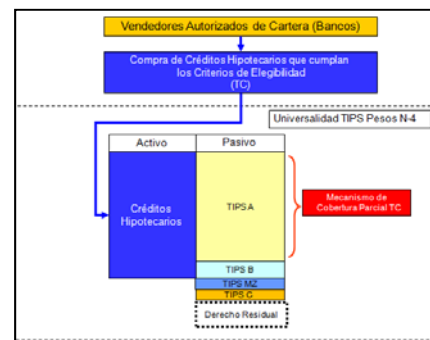 Vendedores Autorizados de Cartera (Bancos)
Compra de Créditos Hipotecarios que cumplan
los Criterios de Elegibilidad
(TC)
Universalidad TIPS Pesos N-4
Activo
Pasivo
Créditos
Hipotecarios
TIPS A
Mecanismo de
Cobertura Parcial TC
TIPS B
TIPS MZ
TIPS C
Derecho Residual